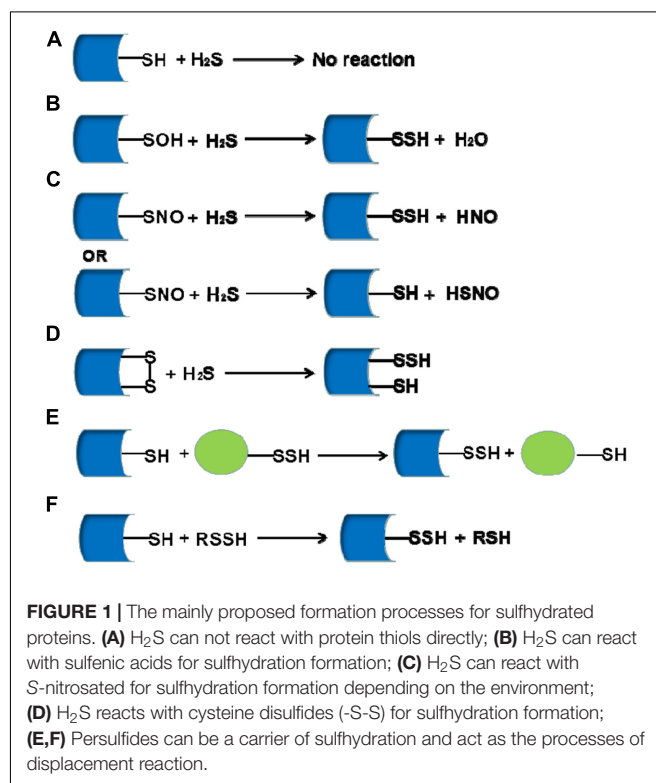 A
SH + H₂S → No reaction
B
SOH + H₂S → SSH + H₂O
C
SNO + H₂S → SSH + HNO
OR
SNO + H₂S → SH + HSNO
D
S
S + H₂S → SSH
SH
E
SH + SSH → SSH + SH
F
SH + RSSH → SSH + RSH
FIGURE 1 | The mainly proposed formation processes for sulfhydrated
proteins. (A) H₂S can not react with protein thiols directly; (B) H₂S can react
with sulfenic acids for sulfhydration formation; (C) H₂S can react with
S-nitrosated for sulfhydration formation depending on the environment;
(D) H₂S reacts with cysteine disulfides (-S-S) for sulfhydration formation;
(E,F) Persulfides can be a carrier of sulfhydration and act as the processes of
displacement reaction.